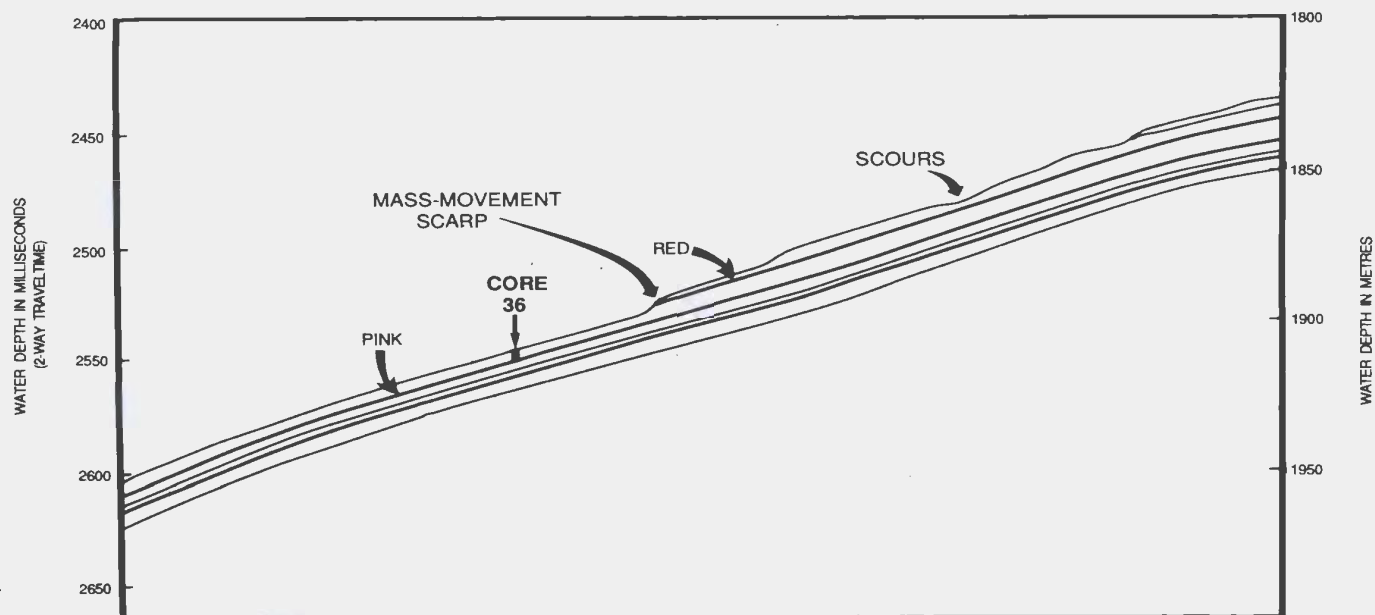 2400
2450
2500
2550
2600
2650
WATER DEPTH IN MILLISECONDS
(2-WAY TRAVELTIME)
MASS-MOVEMENT
SCARP
SCOURS
RED
CORE
36
PINK
1800
1850
1900
1950
WATER DEPTH IN METRES